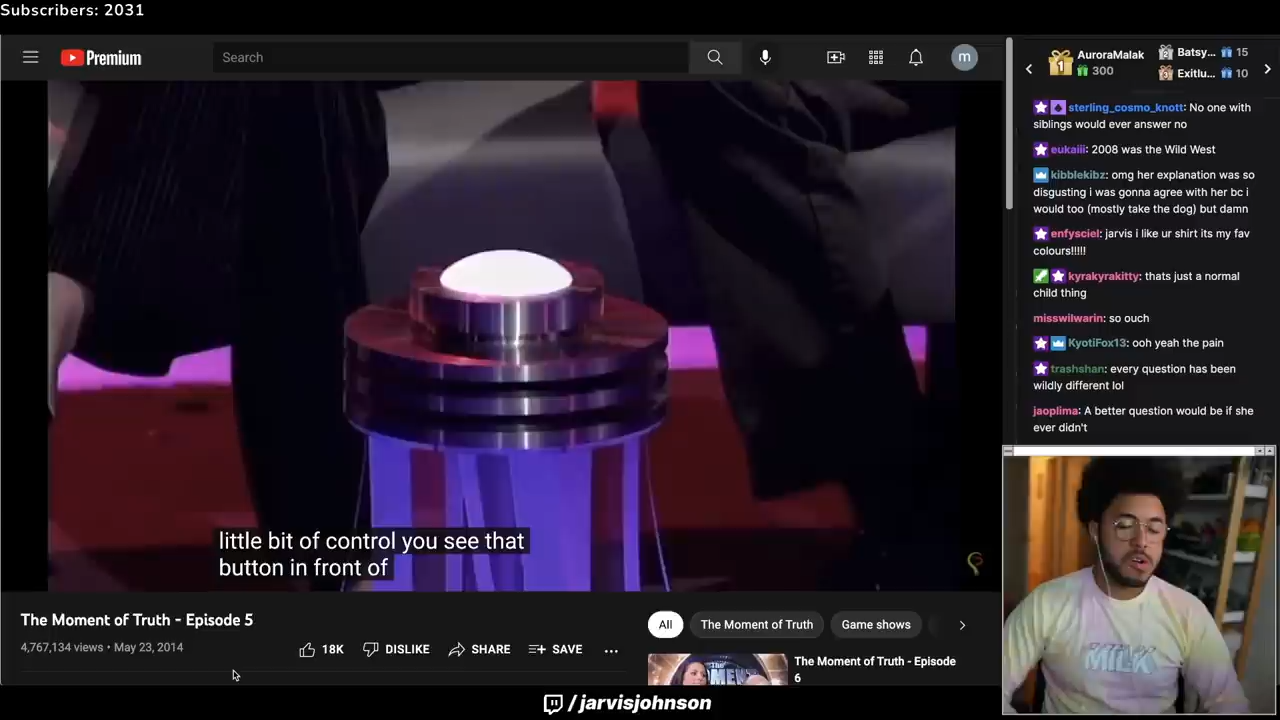 Subscribers: 2031
Premium
Search
m
AuroraMalak
300
Batsy... 15
Exitlu... 10
1
2
3
sterling_cosmo_knott: No one with
siblings would ever answer no
eukaiii: 2008 was the Wild West
kibblekibz: omg her explanation was so
disgusting i was gonna agree with her bc i
would too (mostly take the dog) but damn
enfysciel: jarvis i like ur shirt its my fav
colours!!!!!
kyrakyrakitty: thats just a normal
child thing
misswilwarin: so ouch
KyotiFox13: ooh yeah the pain
trashshan: every question has been
wildly different lol
jaoplima: A better question would be if she
ever didn't
little bit of control you see that
button in front of
The Moment of Truth - Episode 5
4,767,134 views • May 23, 2014
18K
DISLIKE
SHARE
SAVE
...
All
The Moment of Truth
Game shows
The Moment of Truth - Episode
6
MILK
/jarvisjohnson